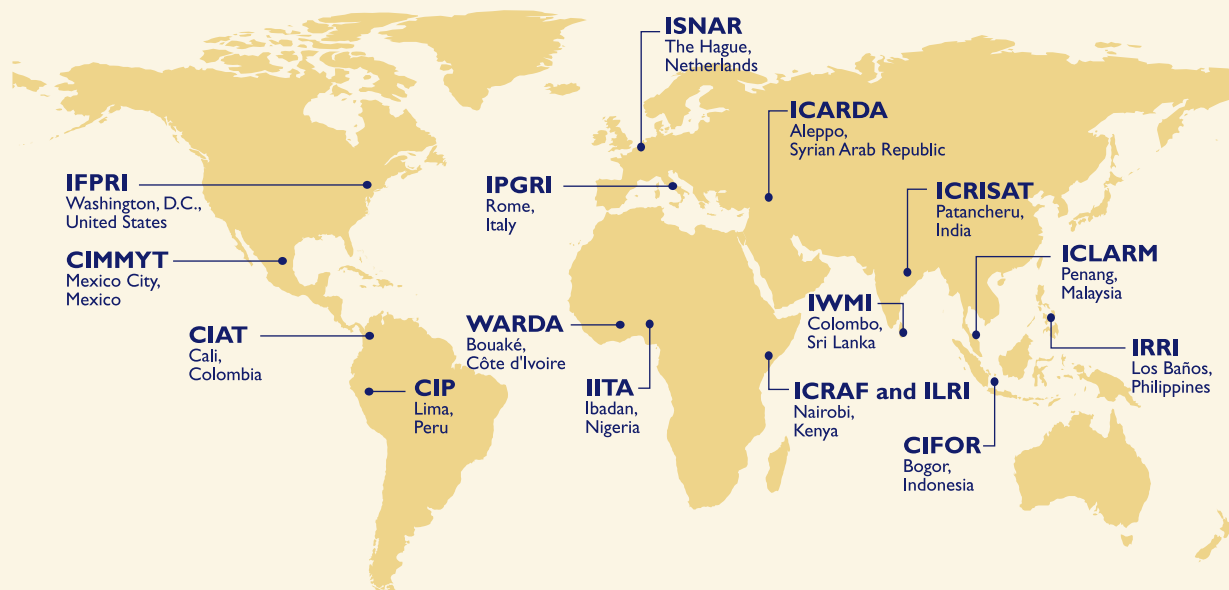 ISNAR
The Hague,
Netherlands
ICARDA
Aleppo,
Syrian Arab Republic
IFPRI
Washington, D.C.,
United States
IPGRI
Rome,
Italy
ICRISAT
Patancheru,
India
CIMMYT
Mexico City,
Mexico
ICLARM
Penang,
Malaysia
IWMI
Colombo,
Sri Lanka
CIAT
Cali,
Colombia
WARDA
Bouaké,
Côte d'Ivoire
IRRI
Los Baños,
Philippines
CIP
Lima,
Peru
IITA
Ibadan,
Nigeria
ICRAF and ILRI
Nairobi,
Kenya
CIFOR
Bogor,
Indonesia